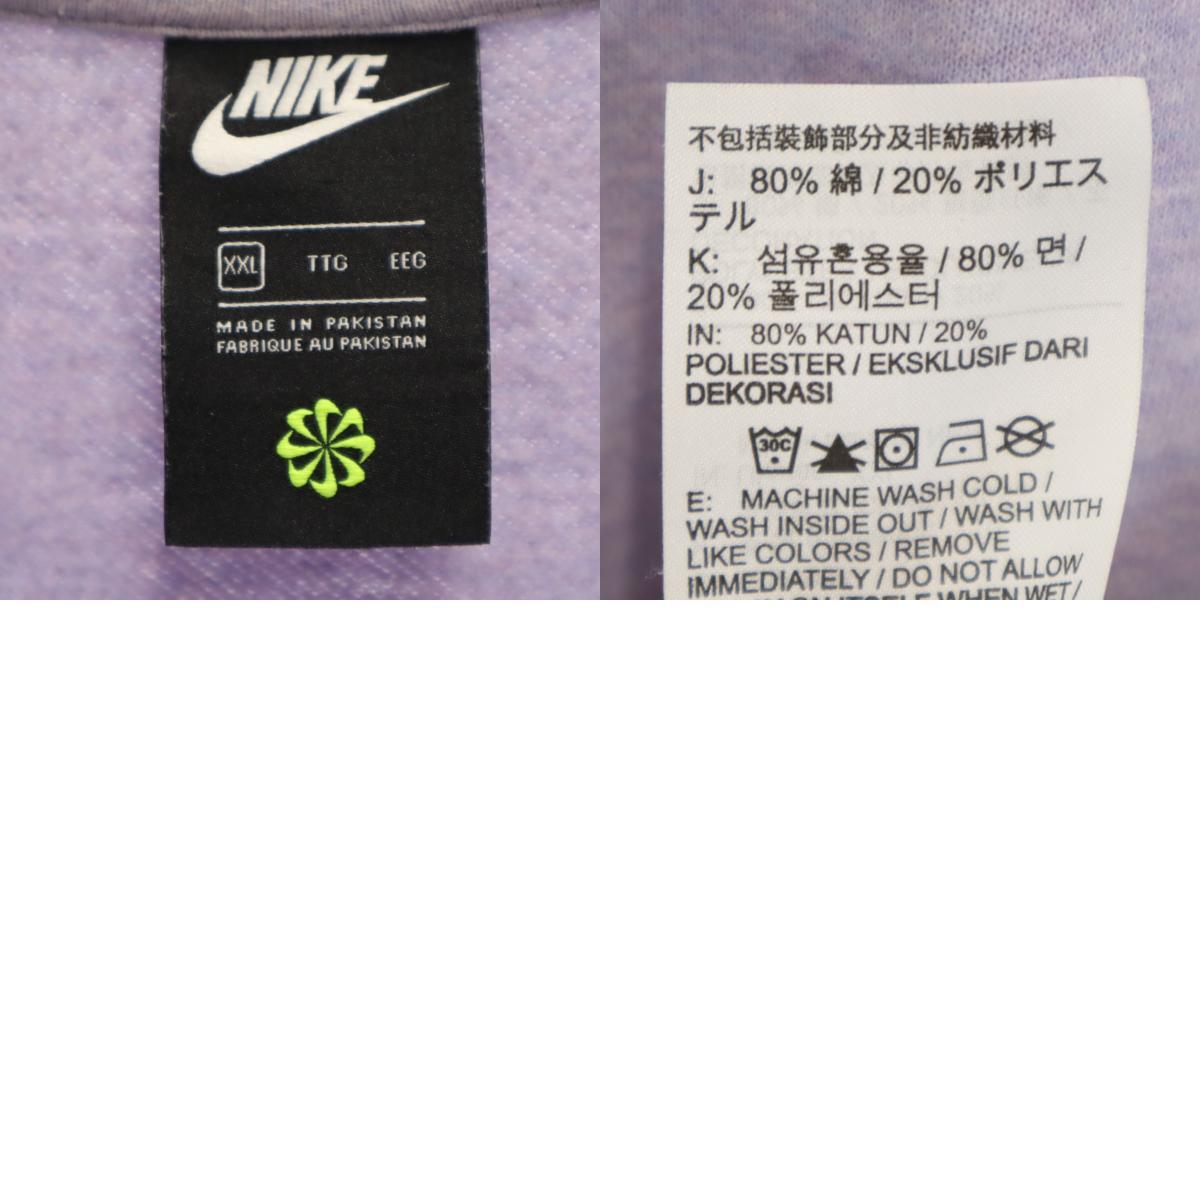 NIKE
XXL TTG EEG
MADE IN PAKISTAN
FABRIQUE AU PAKISTAN
不包括裝飾部分及非紡織材料
J: 80% 綿 / 20% ポリエス
テル
K: 섬유혼용율 / 80% 면 /
20% 폴리에스터
IN: 80% KATUN / 20%
POLIESTER / EKSKLUSIF DARI
DEKORASI
30C
E: MACHINE WASH COLD /
WASH INSIDE OUT / WASH WITH
LIKE COLORS / REMOVE
IMMEDIATELY / DO NOT ALLOW
ITSELF WHEN WET /